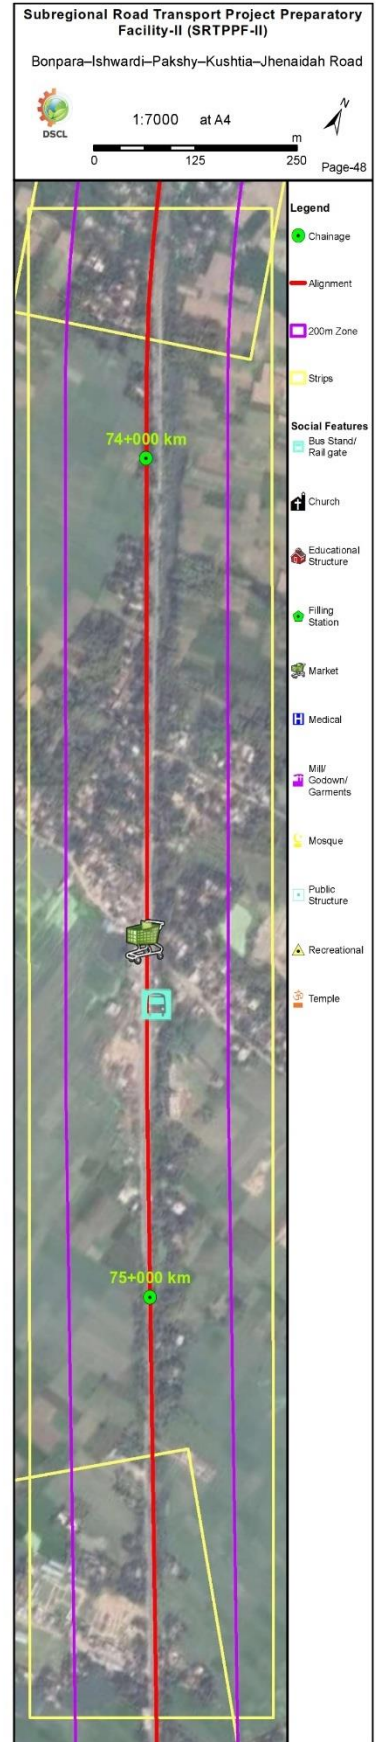 Subregional Road Transport Project Preparatory
Facility-II (SRTPPF-II)
Bonpara–Ishwardi–Pakshy–Kushtia–Jhenaidah Road
DSCL
1:7000 at A4
N
m
0 125 250
Page-48
Legend
Chainage
Alignment
200m Zone
Strips
Social Features
Bus Stand/
Rail gate
Church
Educational
Structure
Filling
Station
Market
H Medical
Mill/
Godown/
Garments
Mosque
Public
Structure
Recreational
Temple
74+000 km
75+000 km